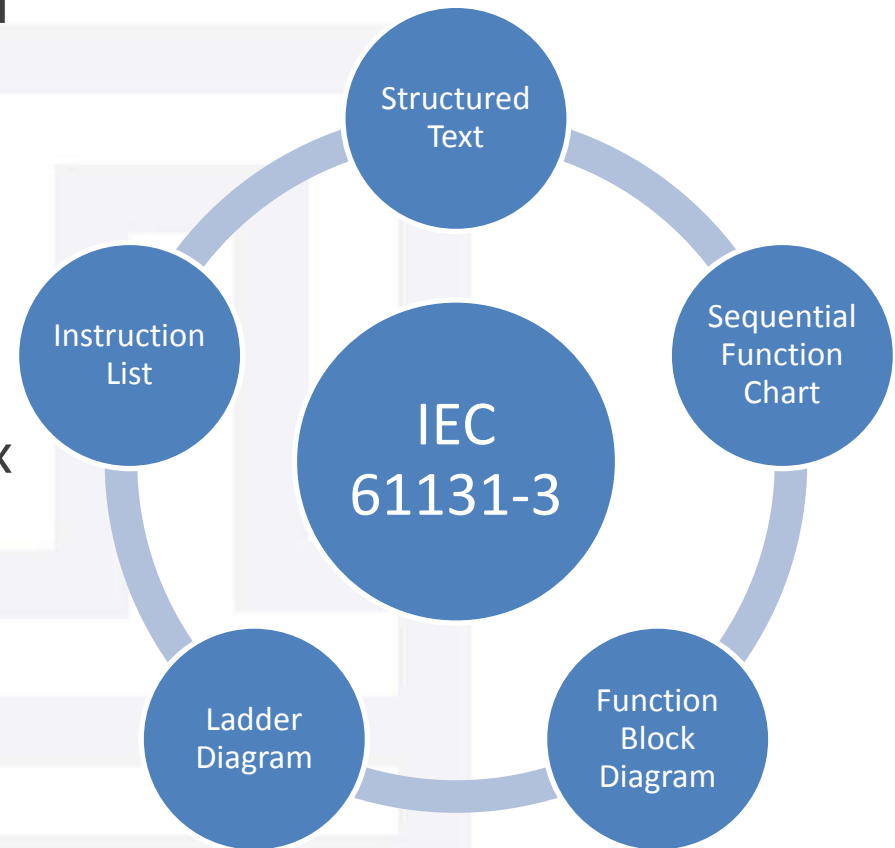 Structured
Text
Sequential
Function
Chart
Instruction
List
IEC
61131-3
x
Ladder
Diagram
Function
Block
Diagram